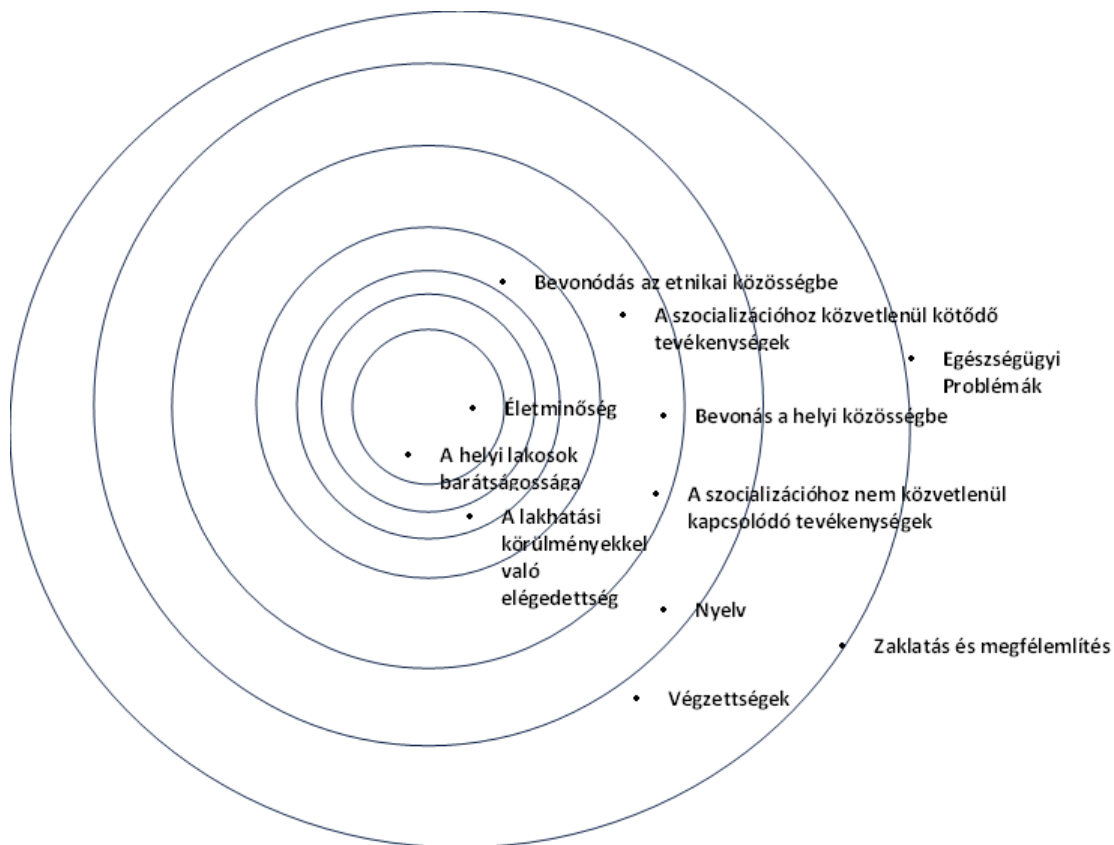 Bevonódás az etnikai közösségbe
A szocializációhoz közvetlenül kötődő
tevékenységek
Egészségügyi
Problémák
Életminőség
Bevonás a helyi közösségbe
A helyi lakosok
barátságossága
A szocializációhoz nem közvetlenül
kapcsolódó tevékenységek
A lakhatási
körülményekkel
való
elégedettség
Nyelv
Zaklatás és megfélemlítés
Végzettségek